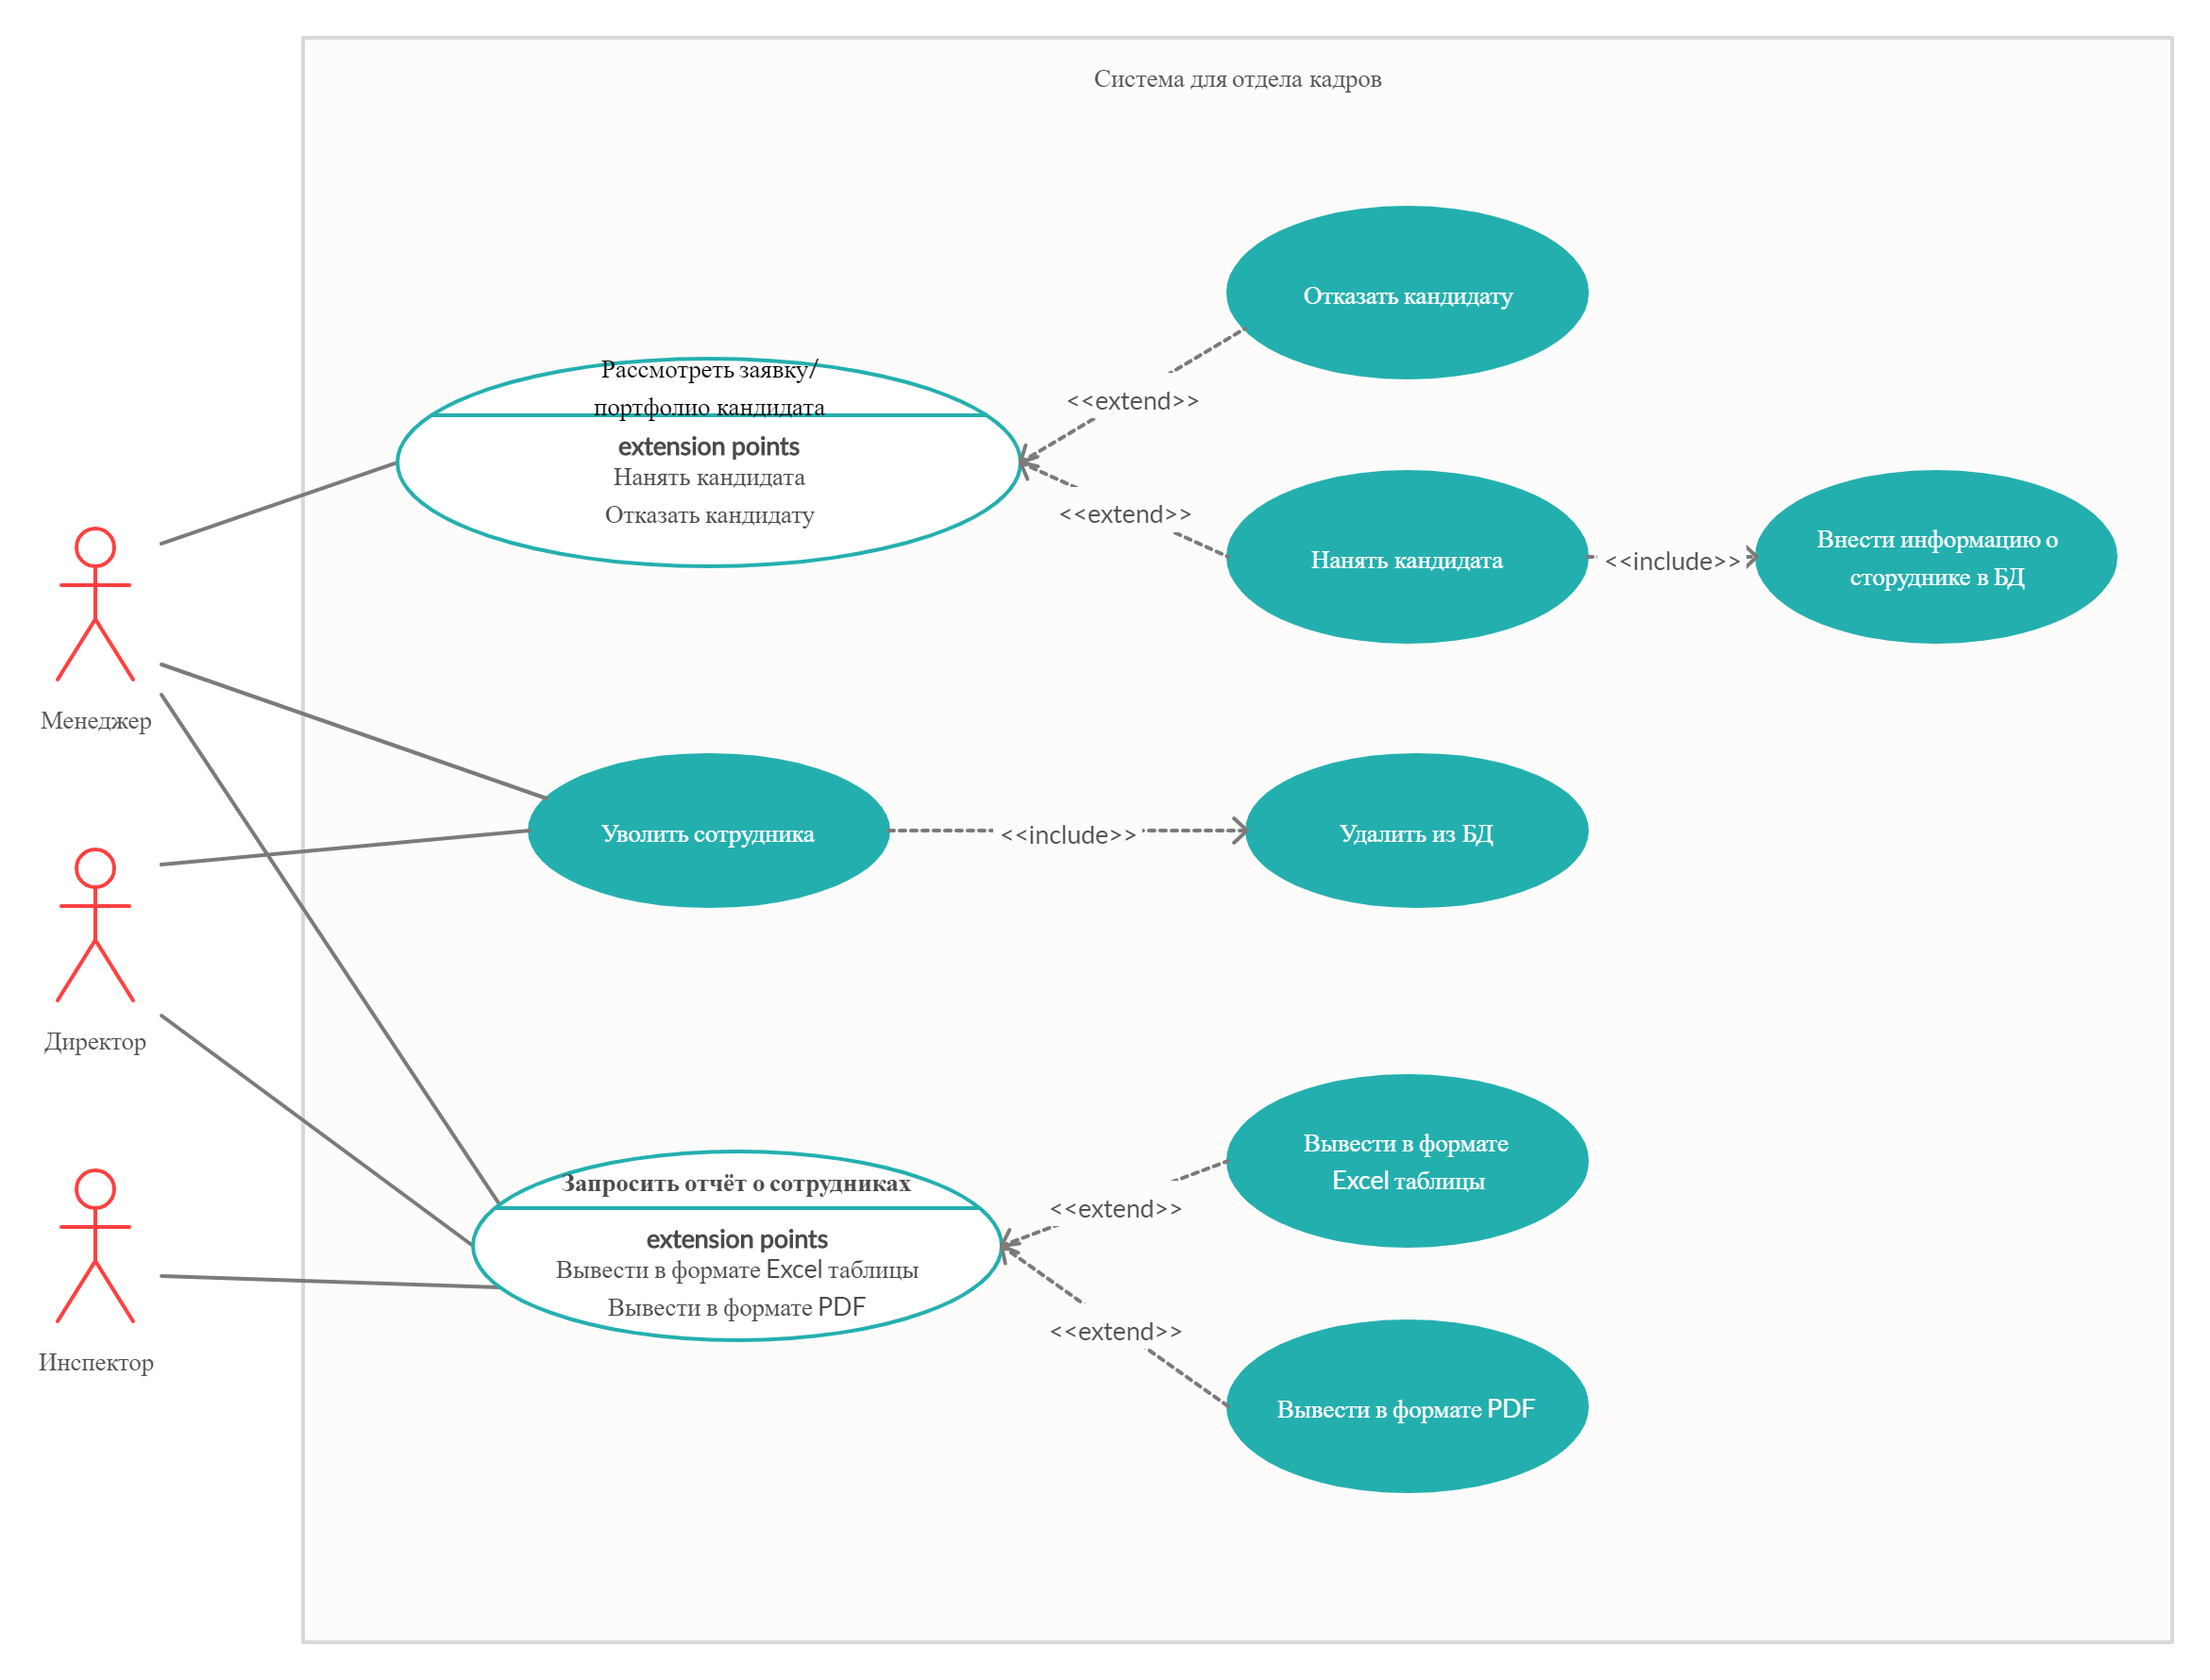 Система для отдела кадров
Отказать кандидату
Рассмотреть заявку/
портфолио кандидата
extension points
Нанять кандидата
Отказать кандидату
<<extend>>
<<extend>>
Нанять кандидата
<<include>>
Внести информацию о
сторуднике в БД
Менеджер
Уволить сотрудника
<<include>>
Удалить из БД
Директор
Запросить отчёт о сотрудниках
extension points
Вывести в формате Excel таблицы
Вывести в формате PDF
<<extend>>
<<extend>>
Вывести в формате
Excel таблицы
Вывести в формате PDF
Инспектор